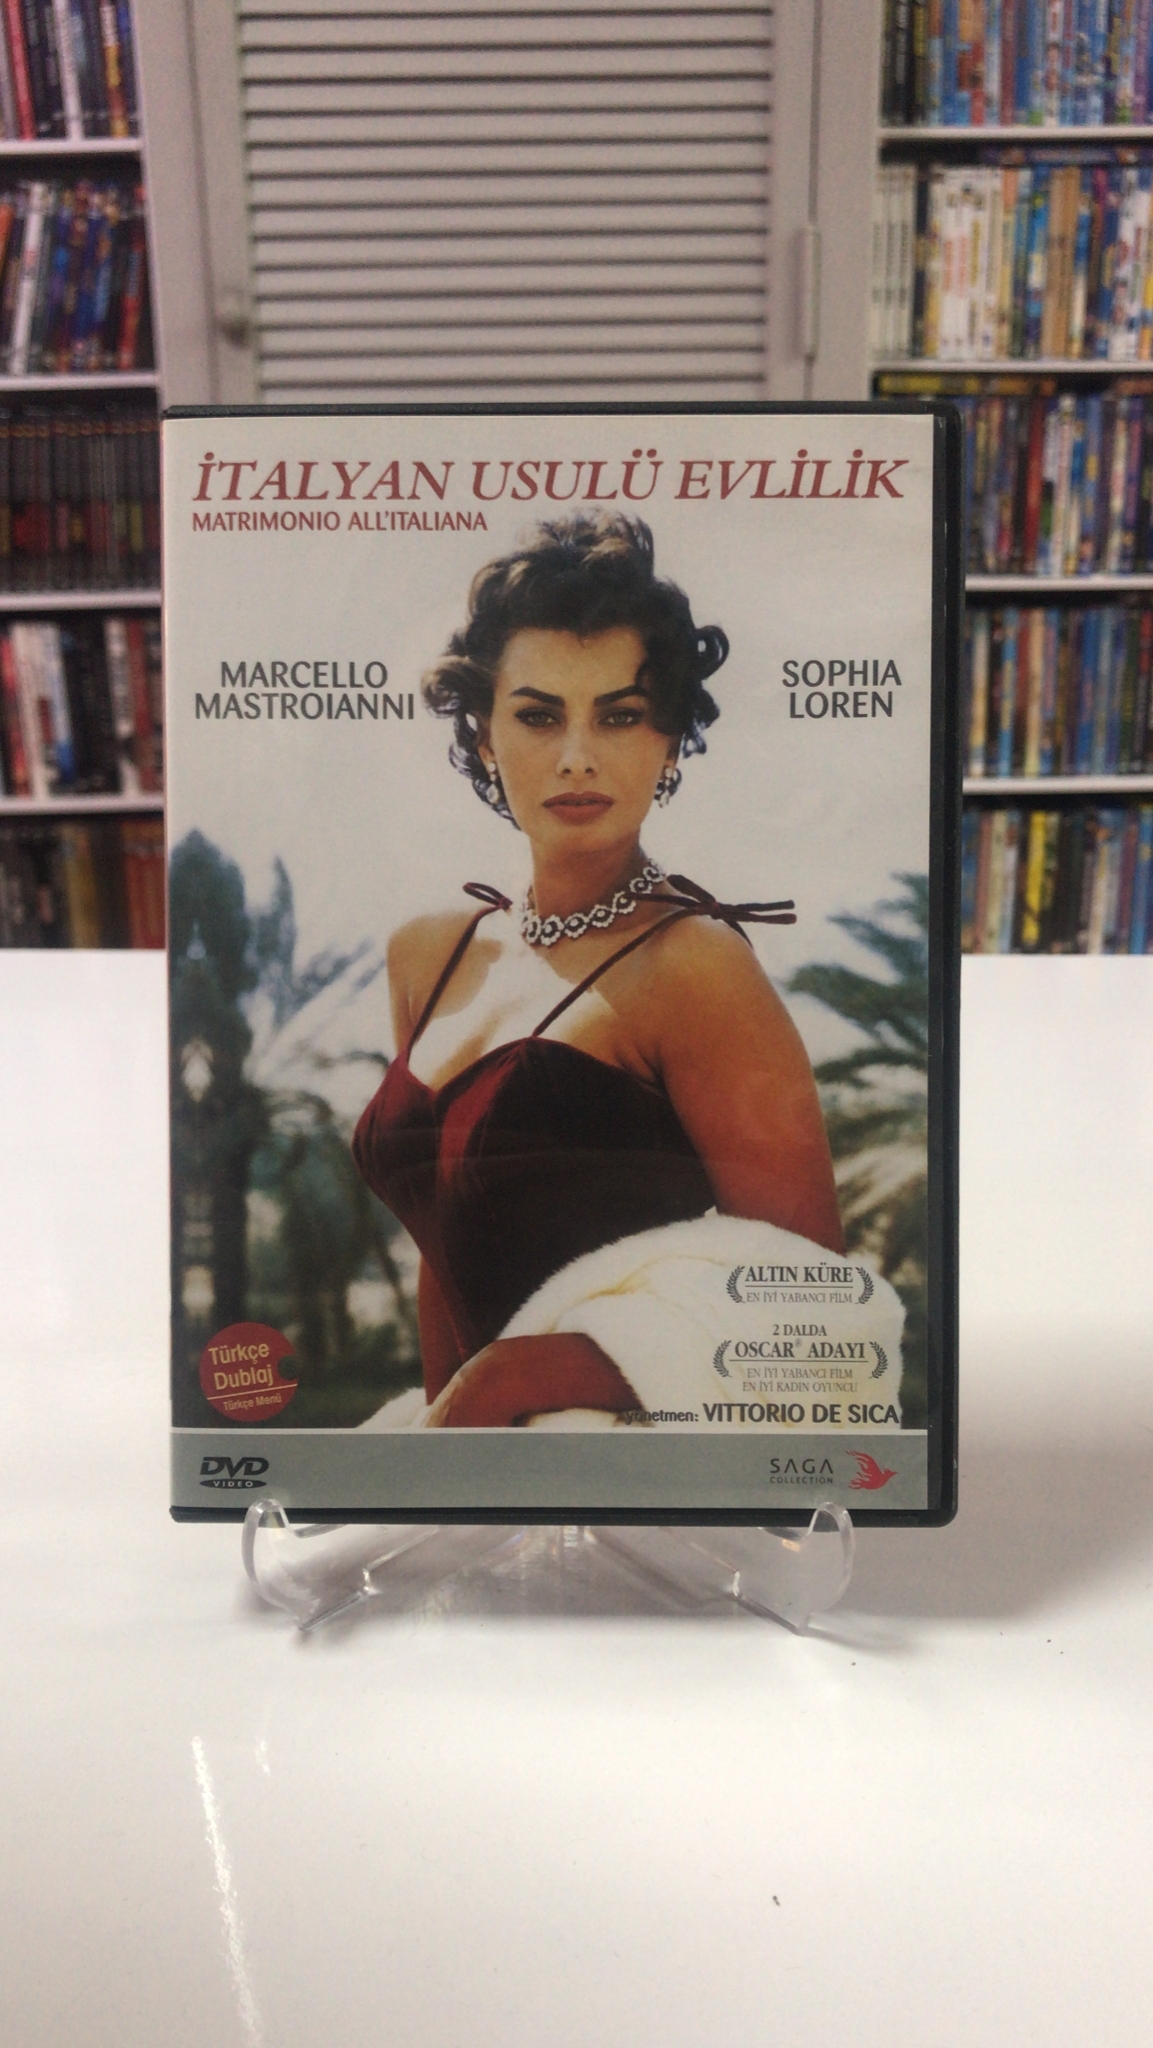 İTALYAN USULÜ EVLİLİK
MATRIMONIO ALL'ITALIANA
MARCELLO
MASTROIANNI
SOPHIA
LOREN
ALTIN KÜRE
EN İYİ YABANCI FİLM
2 DALDA
OSCAR® ADAYI
EN İYİ YABANCI FİLM
EN İYİ KADIN OYUNCU
yönetmen: VITTORIO DE SICA
Türkçe
Dublaj
Türkçe Menü
DVD
VIDEO
SAGA
COLLECTION